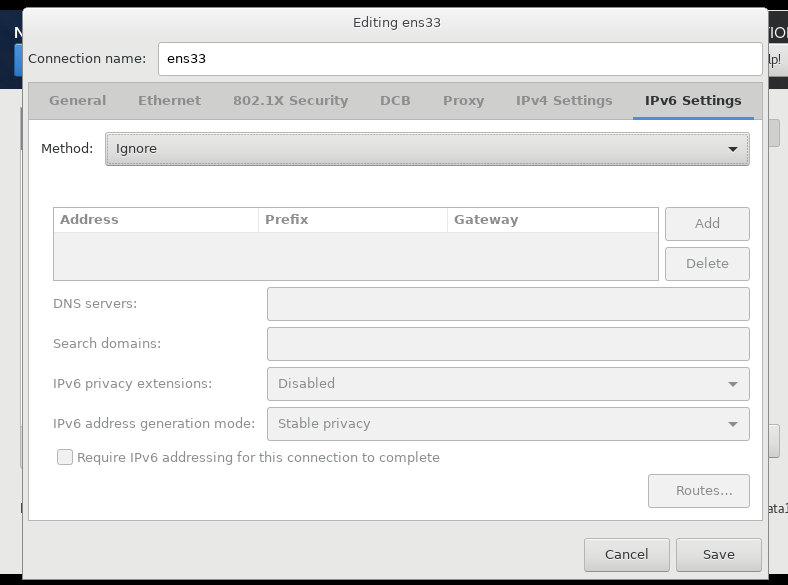 Editing ens33
N
TION
Connection name: ens33
lp!
General Ethernet 802.1X Security DCB Proxy IPv4 Settings IPv6 Settings
Method: Ignore
Address Prefix Gateway
Add
Delete
DNS servers:
Search domains:
IPv6 privacy extensions: Disabled
IPv6 address generation mode: Stable privacy
Require IPv6 addressing for this connection to complete
Routes...
ata1
Cancel Save